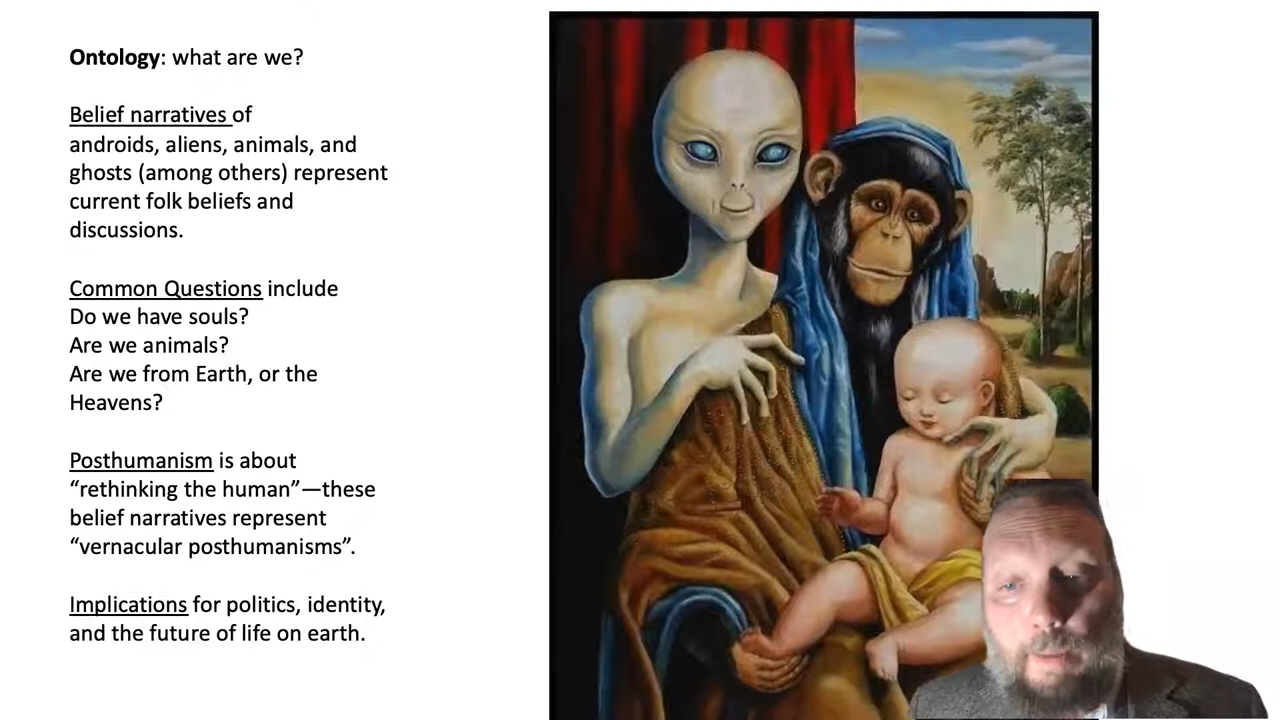 Ontology: what are we?
Belief narratives of
androids, aliens, animals, and
ghosts (among others) represent
current folk beliefs and
discussions.
Common Questions include
Do we have souls?
Are we animals?
Are we from Earth, or the
Heavens?
Posthumanism is about
“rethinking the human”—these
belief narratives represent
“vernacular posthumanisms”.
Implications for politics, identity,
and the future of life on earth.